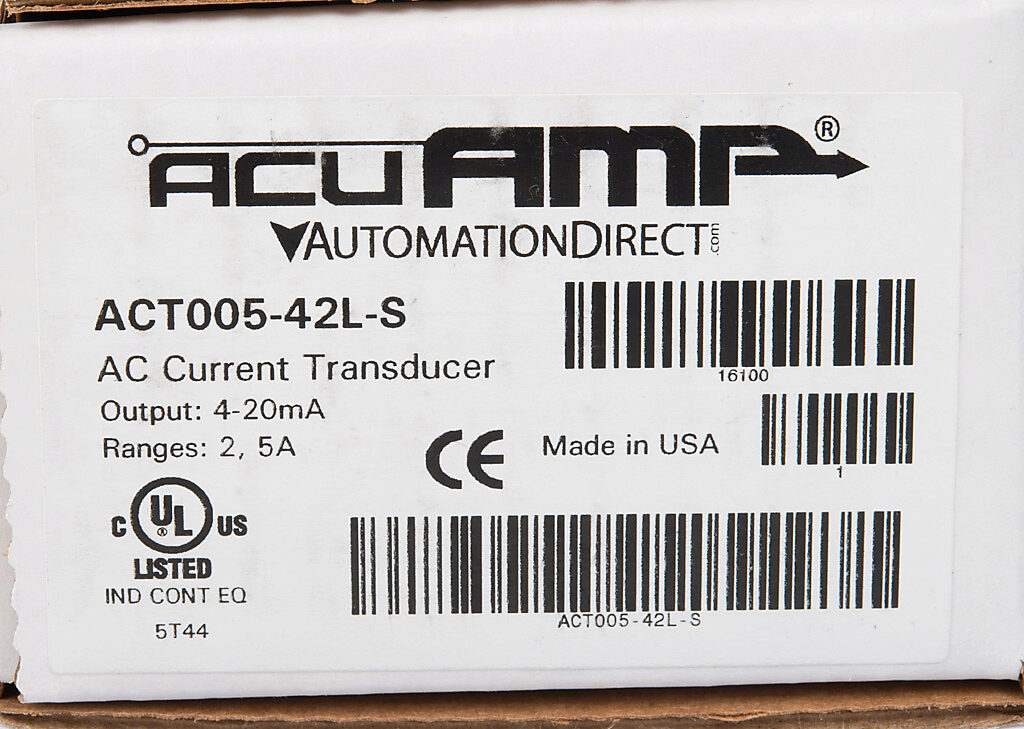 ACUAMP®
AUTOMATIONDIRECT.com
ACT005-42L-S
AC Current Transducer
Output: 4-20mA
Ranges: 2, 5A
16100
CE
Made in USA
1
C UL® US
LISTED
IND CONT EQ
5T44
ACT005-42L-S